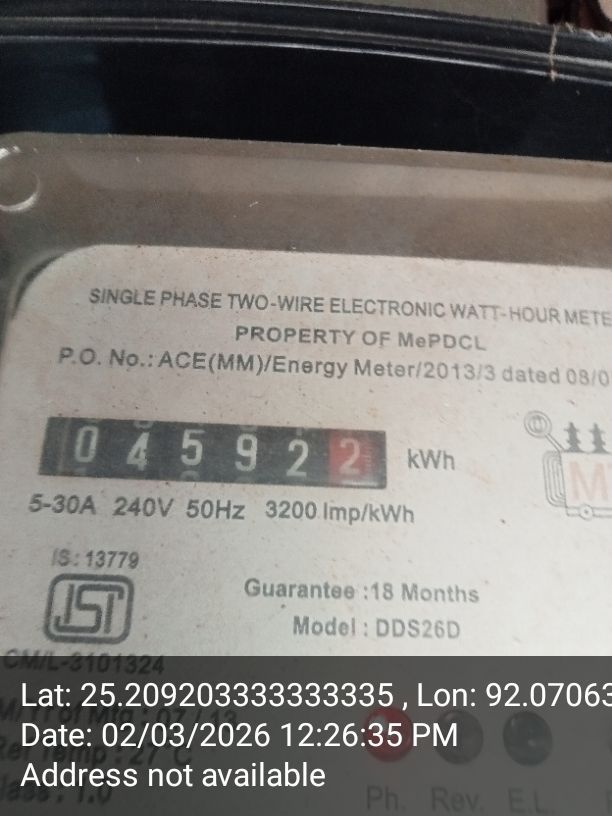 SINGLE PHASE TWO-WIRE ELECTRONIC WATT-HOUR METE
PROPERTY OF MePDCL
P.O. No.: ACE(MM)/Energy Meter/2013/3 dated 08/0
0 4 5 9 2 2 kWh
5-30A 240V 50Hz 3200 Imp/kWh
IS: 13779
ISI
Guarantee :18 Months
Model : DDS26D
CM/L-3101324
Lat: 25.209203333333335 , Lon: 92.07063
Date: 02/03/2026 12:26:35 PM
Address not available
Ph. Rev. E.L.